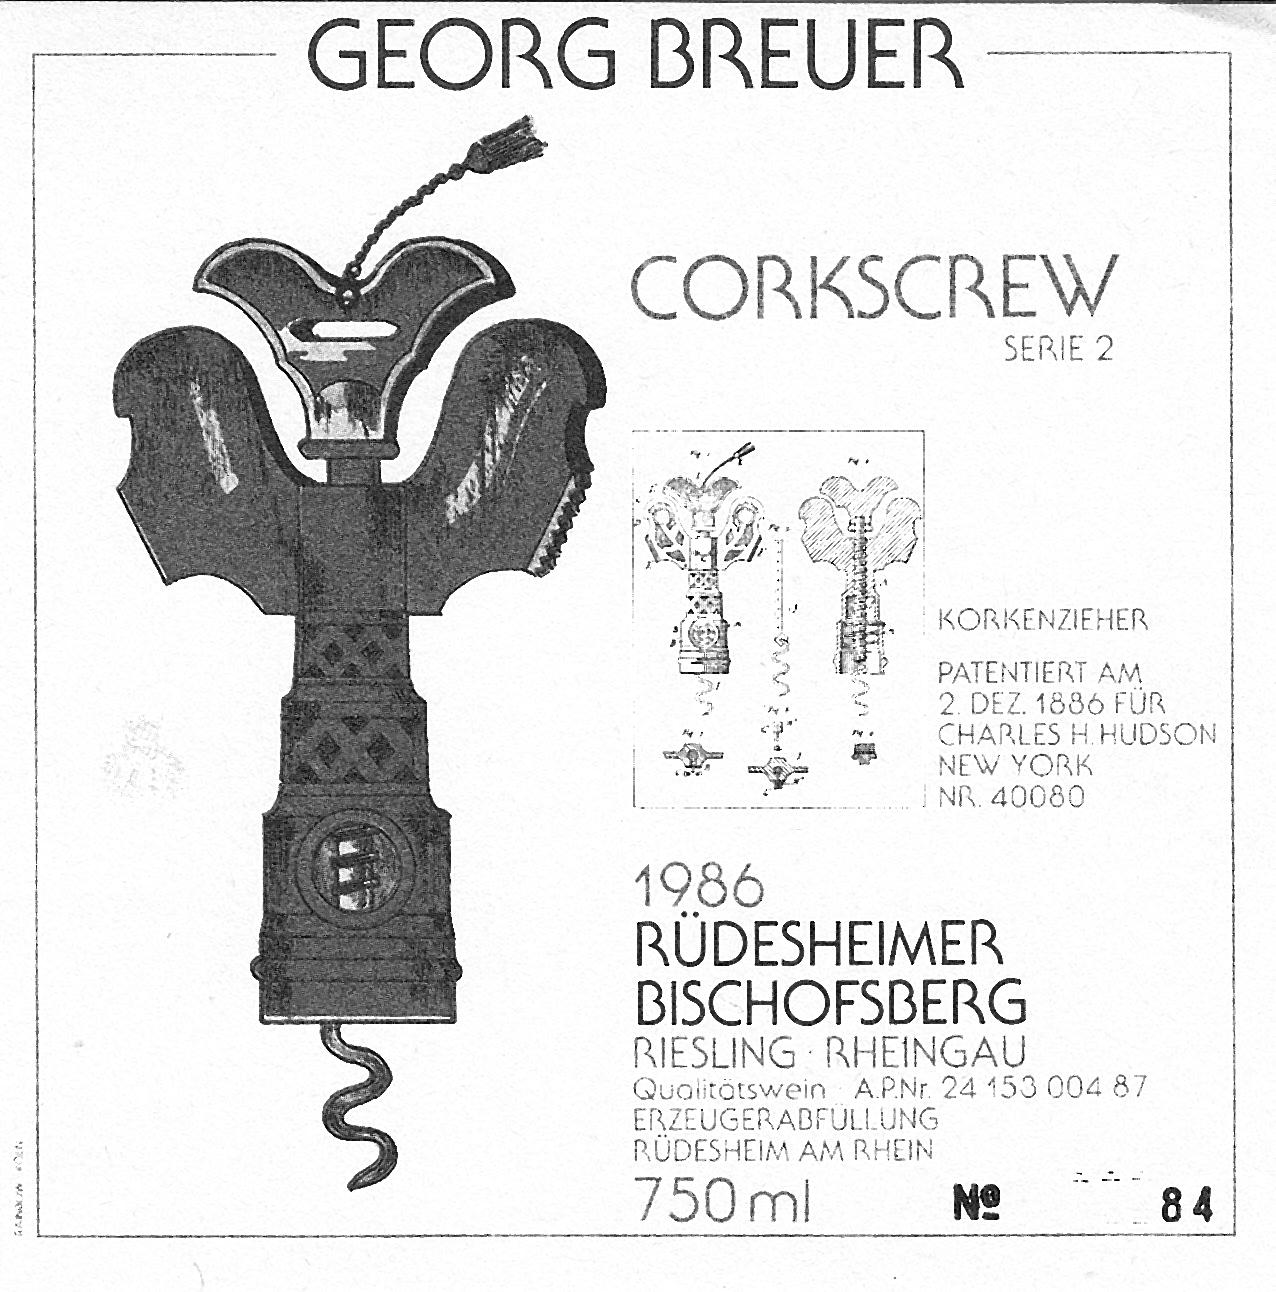 GEORG BREUER
CORKSCREW
SERIE 2
KORKENZIEHER
PATENTIERT AM
2. DEZ. 1886 FÜR
CHARLES H. HUDSON
NEW YORK
NR. 40080
1986
RÜDESHEIMER
BISCHOFSBERG
RIESLING · RHEINGAU
Qualitätswein · A.P.Nr. 24 153 004 87
ERZEUGERABFÜLLUNG
RÜDESHEIM AM RHEIN
750 ml
Nº 84